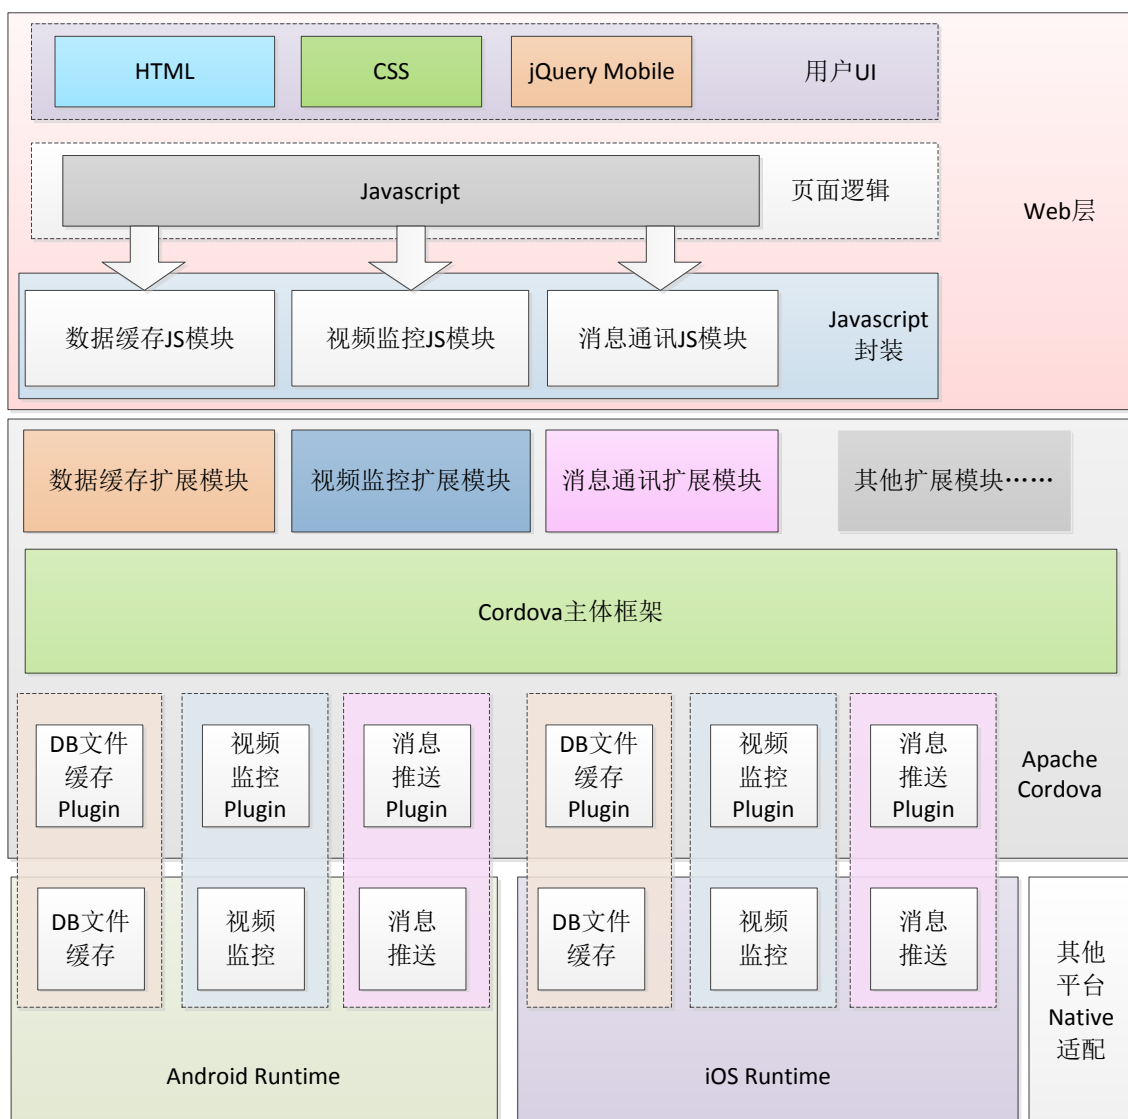 HTML
CSS
jQuery Mobile
用户UI
Javascript
页面逻辑
Web层
数据缓存JS模块
视频监控JS模块
消息通讯JS模块
Javascript
封装
数据缓存扩展模块
视频监控扩展模块
消息通讯扩展模块
其他扩展模块……
Cordova主体框架
DB文件
缓存
Plugin
视频
监控
Plugin
消息
推送
Plugin
DB文件
缓存
Plugin
视频
监控
Plugin
消息
推送
Plugin
Apache
Cordova
DB文件
缓存
视频
监控
消息
推送
DB文件
缓存
视频
监控
消息
推送
其他
平台
Native
适配
Android Runtime
iOS Runtime